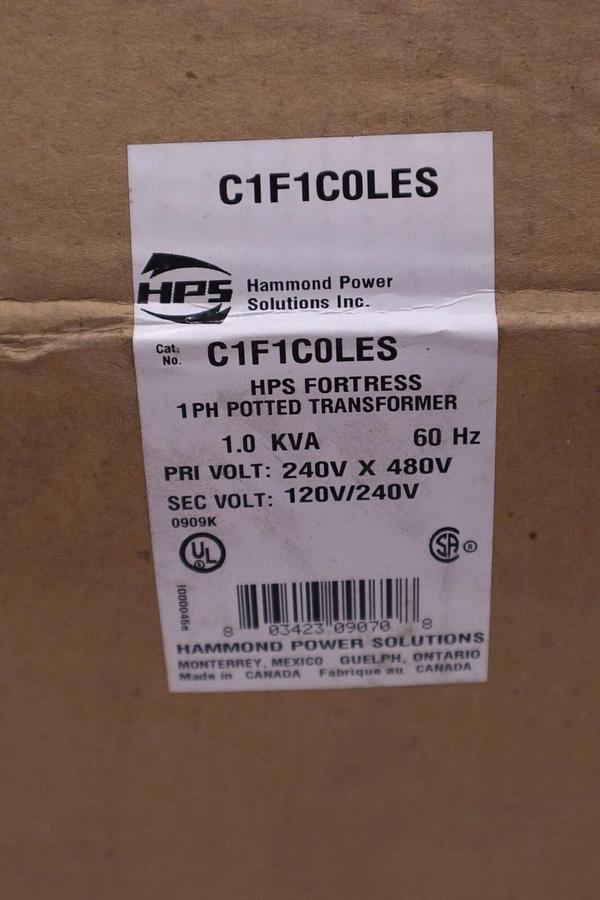 C1F1C0LES
HPS Hammond Power
Solutions Inc.
Cat. No. C1F1C0LES
HPS FORTRESS
1PH POTTED TRANSFORMER
1.0 KVA 60 Hz
PRI VOLT: 240V X 480V
SEC VOLT: 120V/240V
0909K
UL SA ®
8 03423 09070 8
HAMMOND POWER SOLUTIONS
MONTERREY, MEXICO GUELPH, ONTARIO
Made in CANADA Fabrique au CANADA